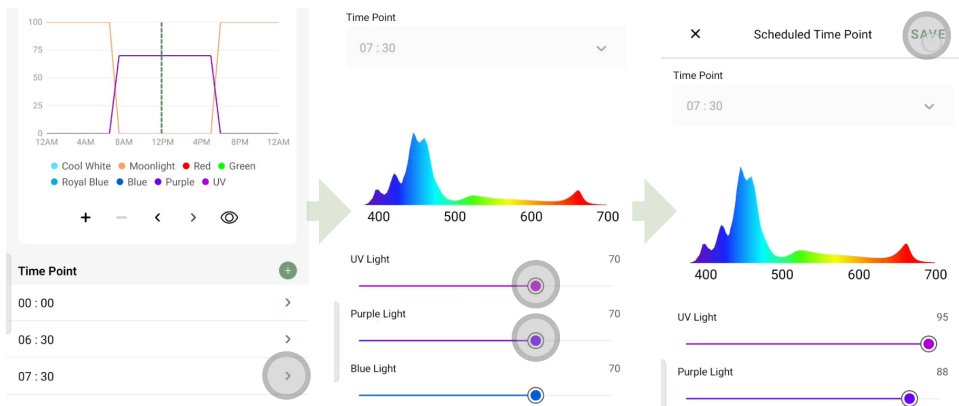 100
75
50
25
0
12AM 4AM 8AM 12PM 4PM 8PM 12AM
Cool White Moonlight Red Green
Royal Blue Blue Purple UV
Time Point
00 : 00
06 : 30
07 : 30
Time Point
07 : 30
400 500 600 700
UV Light 70
Purple Light 70
Blue Light 70
Scheduled Time Point SAVE
Time Point
07 : 30
400 500 600 700
UV Light 95
Purple Light 88